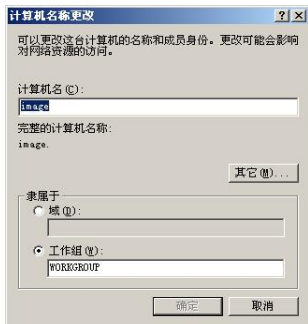 计算机名称更改
可以更改这台计算机的名称和成员身份。更改可能会影响
对网络资源的访问。
计算机名(C):
image
完整的计算机名称:
image.
其它(M)...
隶属于
域(D):
工作组(W):
WORKGROUP
确定
取消